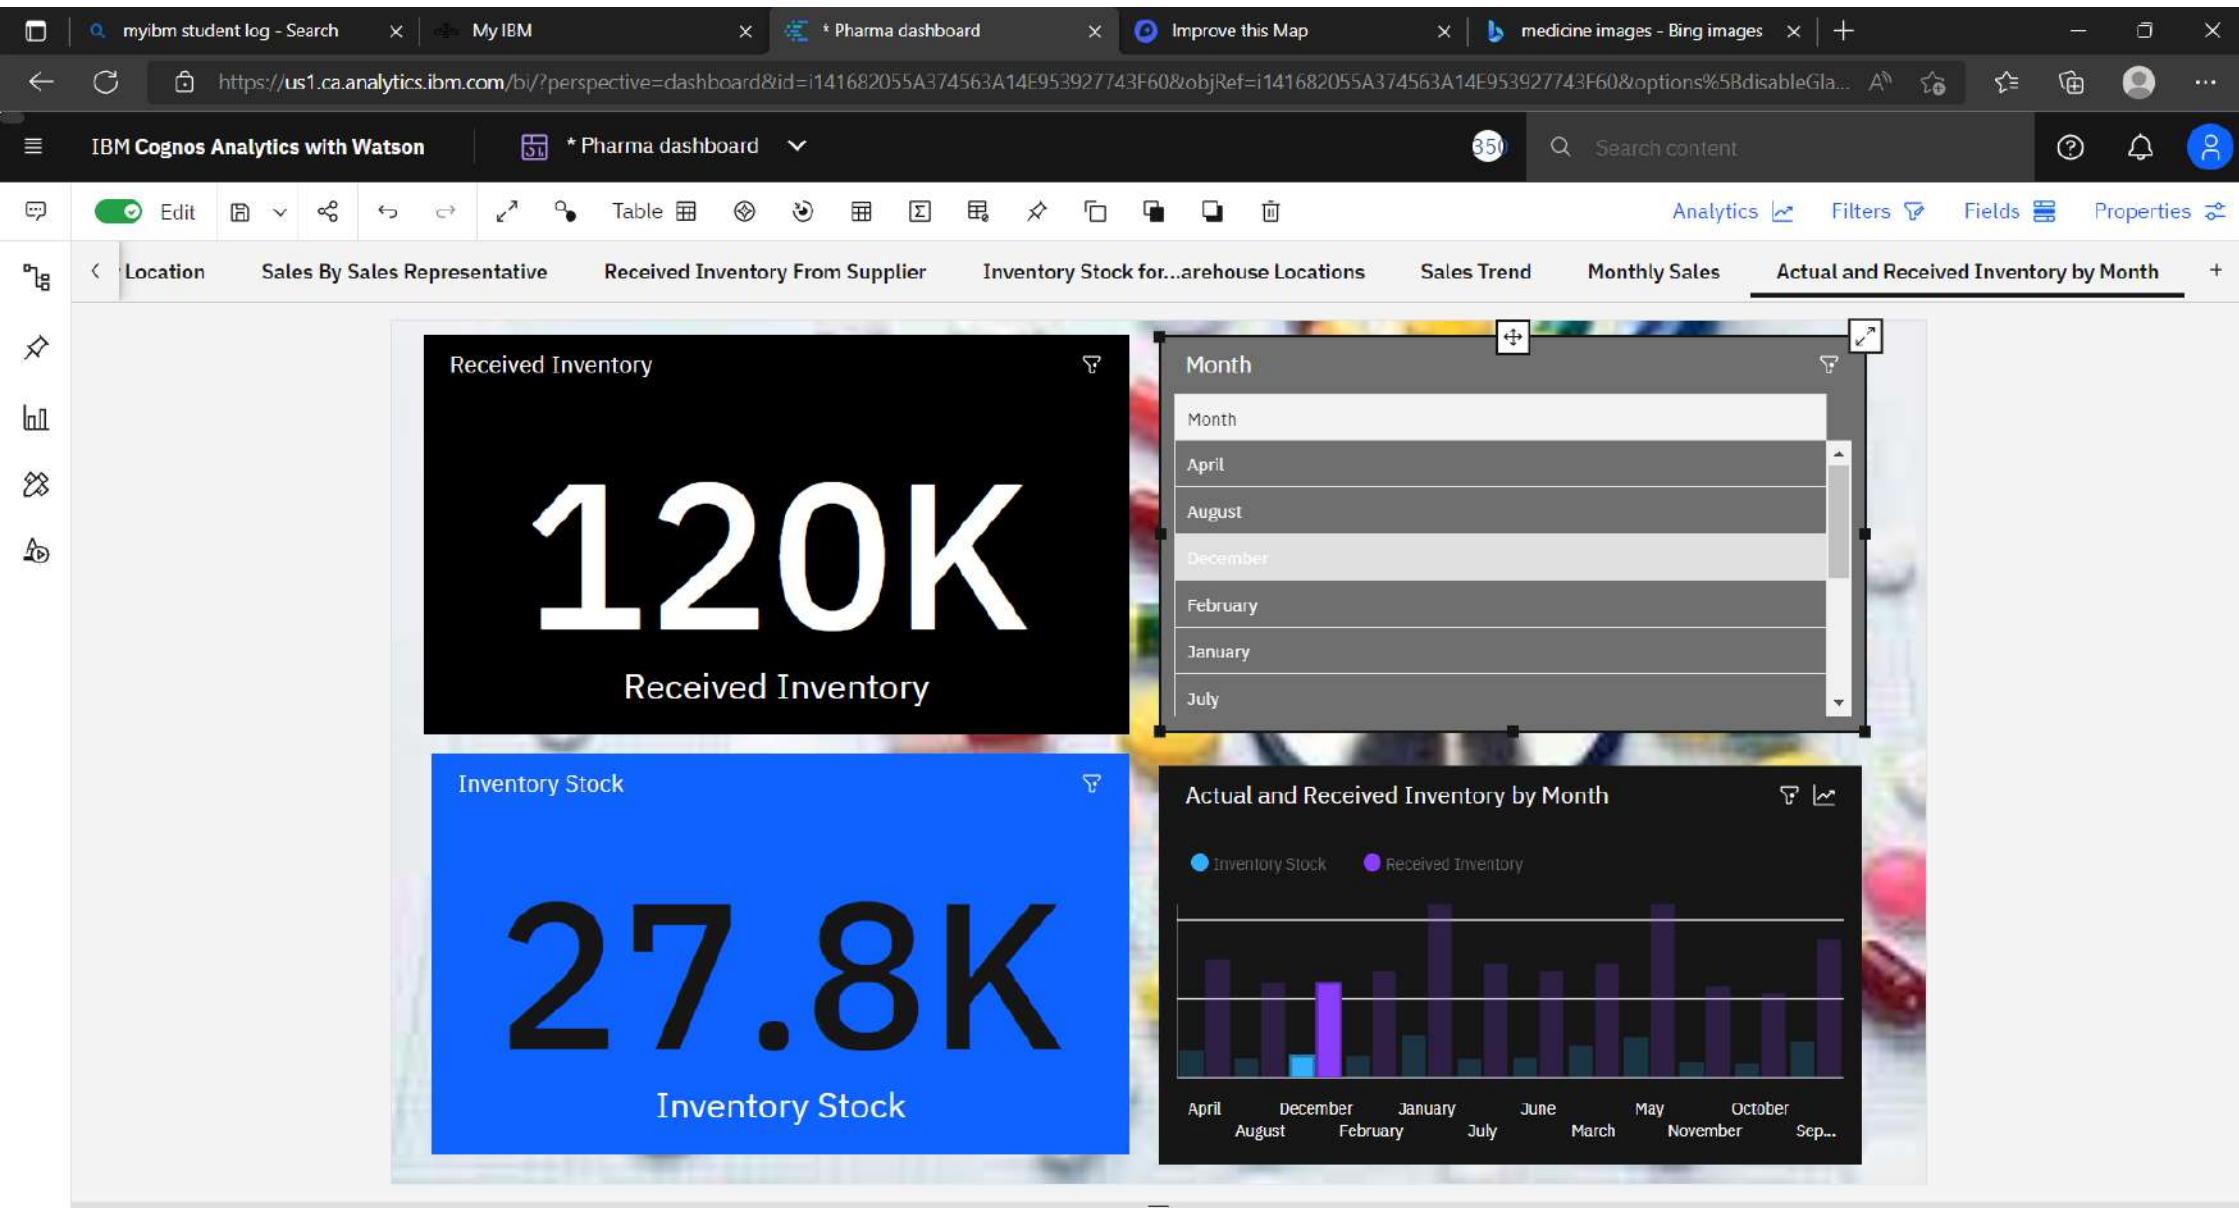 myibm student log - Search
My IBM
* Pharma dashboard
Improve this Map
medicine images - Bing images
https://us1.ca.analytics.ibm.com/bi/?perspective=dashboard&id=i141682055A374563A14E953927743F60&objRef=i141682055A374563A14E953927743F60&options%5BdisableGla...
IBM Cognos Analytics with Watson
* Pharma dashboard
350
Search content
Edit
Table
Analytics
Filters
Fields
Properties
Location
Sales By Sales Representative
Received Inventory From Supplier
Inventory Stock for...arehouse Locations
Sales Trend
Monthly Sales
Actual and Received Inventory by Month
Received Inventory
120K
Received Inventory
Month
Month
April
August
December
February
January
July
Inventory Stock
27.8K
Inventory Stock
Actual and Received Inventory by Month
Inventory Stock
Received Inventory
April December January June May October
August February July March November Sep...